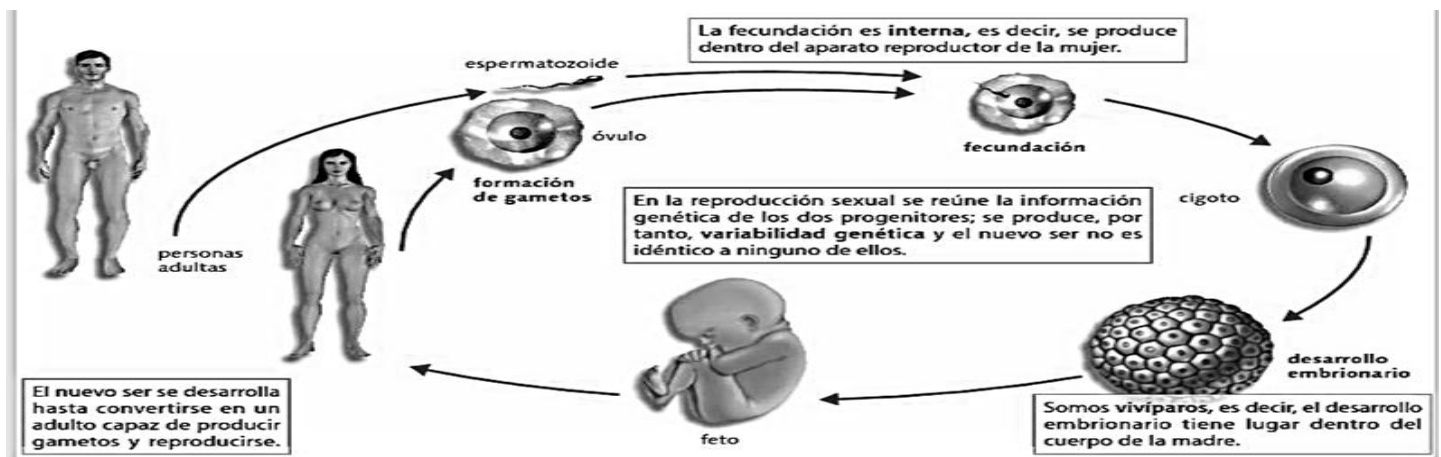 La fecundación es interna, es decir, se produce
dentro del aparato reproductor de la mujer.
espermatozoide
óvulo
fecundación
formación
de gametos
En la reproducción sexual se reúne la información
genética de los dos progenitores; se produce, por
tanto, variabilidad genética y el nuevo ser no es
idéntico a ninguno de ellos.
cigoto
personas
adultas
desarrollo
embrionario
El nuevo ser se desarrolla
hasta convertirse en un
adulto capaz de producir
gametos y reproducirse.
feto
Somos vivíparos, es decir, el desarrollo
embrionario tiene lugar dentro del
cuerpo de la madre.